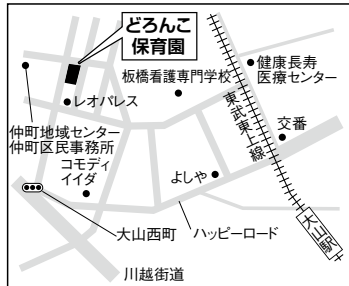 どろんこ
保育園
板橋看護専門学校
健康長寿
医療センター
レオパレス
東武東上線
交番
仲町地域センター
仲町区民事務所
コモディ
イイダ
よしや
大山西町
ハッピーロード
大山駅
川越街道